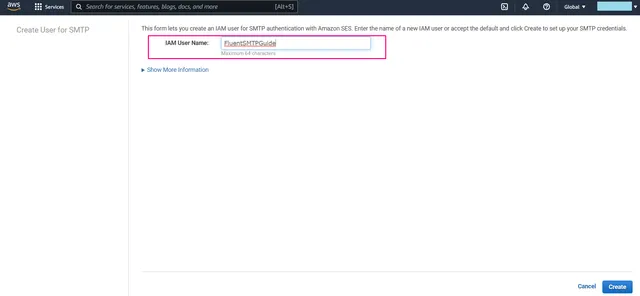 aws
Services
Search for services, features, blogs, docs, and more
[Alt+S]
Global
Create User for SMTP
This form lets you create an IAM user for SMTP authentication with Amazon SES. Enter the name of a new IAM user or accept the default and click Create to set up your SMTP credentials.
IAM User Name:
FluentSMTPGuide
Maximum 64 characters
Show More Information
Cancel
Create